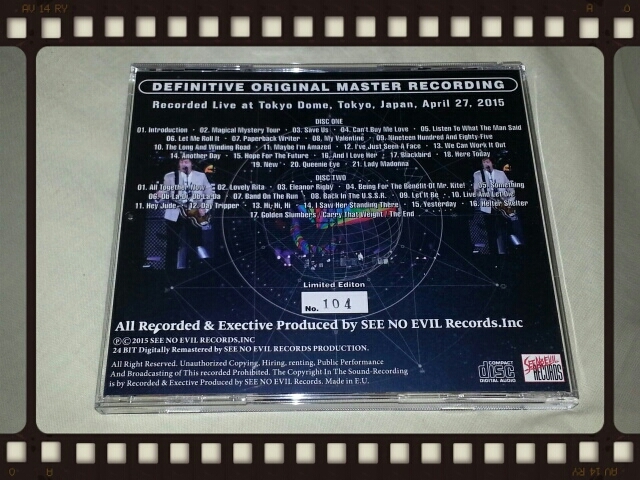 AU 14 RY
A
.O
DEFINITIVE ORIGINAL MASTER RECORDING
Recorded Live at Tokyo Dome, Tokyo, Japan, April 27, 2015
DISC ONE
01. Introduction · 02. Magical Mystery Tour · 03. Save Us · 04. Can't Buy Me Love · 05. Listen To What The Man Said
06. Let Me Roll It · 07. Paperback Writer · 08. My Valentine · 09. Nineteen Hundred And Eighty-Five
10. The Long And Winding Road · 11. Maybe I'm Amazed · 12. I've Just Seen A Face · 13. We Can Work It Out
14. Another Day · 15. Hope For The Future · 16. And I Love Her · 17. Blackbird · 18. Here Today
19. New · 20. Queenie Eye · 21. Lady Madonna
DISC TWO
01. All Together Now · 02. Lovely Rita · 03. Eleanor Rigby · 04. Being For The Benefit Of Mr. Kite! · 05. Something
06. Ob-La-Di, Ob-La-Da · 07. Band On The Run · 08. Back In The U.S.S.R. · 09. Let It Be · 10. Live And Let Die
11. Hey Jude · 12. Day Tripper · 13. Hi, Hi, Hi · 14. I Saw Her Standing There · 15. Yesterday · 16. Helter Skelter
17. Golden Slumbers / Carry That Weight / The End
Limited Editon
No. 104
All Recorded & Exective Produced by SEE NO EVIL Records.Inc
ⓅⒸ2015 SEE NO EVIL RECORDS,INC
24 BIT Digitally Remastered by SEE NO EVIL RECORDS PRODUCTION.
All Right Reserved. Unauthorized Copying, Hiring, renting, Public Performance
And Broadcasting of This recorded Prohibited. The Copyright In The Sound-Recording
is by Recorded & Exective Produced by SEE NO EVIL Records. Made in E.U.
COMPACT
disc
DIGITAL AUDIO
SEE NO EVIL
RECORDS